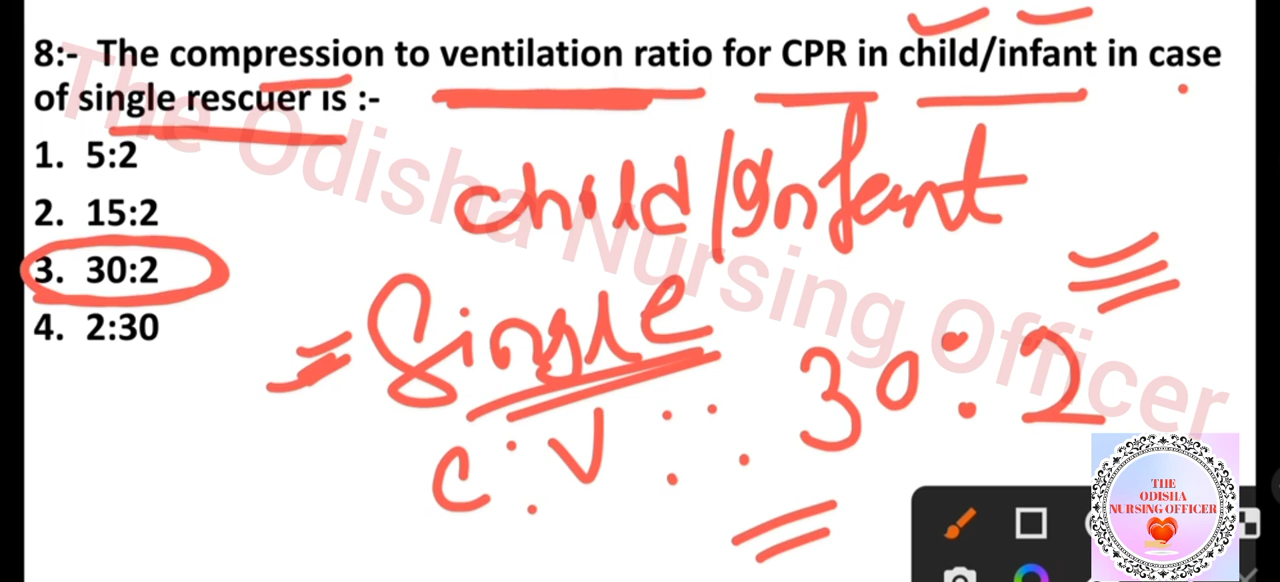 8:- The compression to ventilation ratio for CPR in child/infant in case
of single rescuer is :-
1. 5:2
2. 15:2
3. 30:2
4. 2:30
child/Infant
= Single
C:V :: 30:2
The Odisha Nursing Officer
THE
ODISHA
NURSING OFFICER